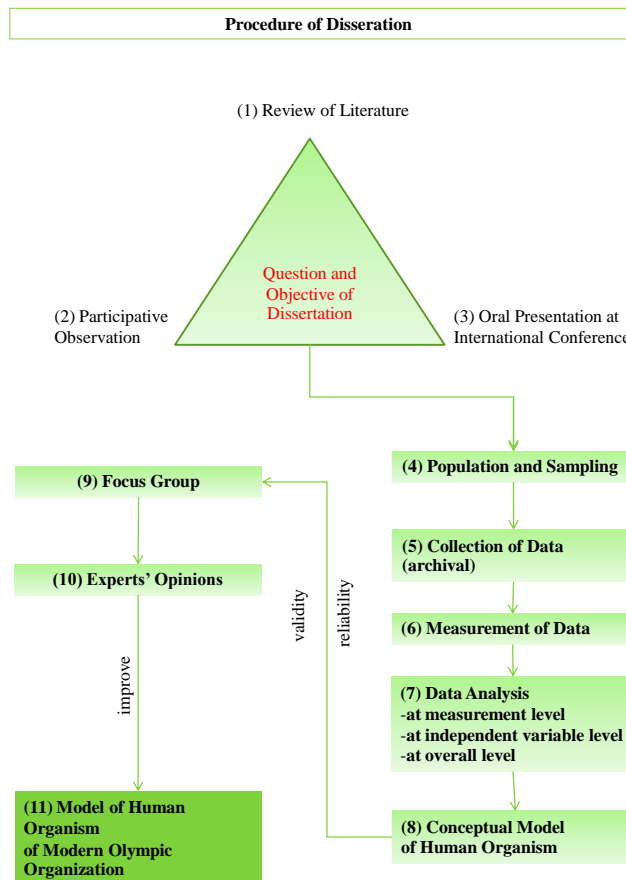 Procedure of Disseration
(1) Review of Literature
Question and
Objective of
Dissertation
(2) Participative
Observation
(3) Oral Presentation at
International Conference
(4) Population and Sampling
(5) Collection of Data
(archival)
(6) Measurement of Data
(7) Data Analysis
-at measurement level
-at independent variable level
-at overall level
(8) Conceptual Model
of Human Organism
validity
reliability
(9) Focus Group
(10) Experts’ Opinions
improve
(11) Model of Human
Organism
of Modern Olympic
Organization